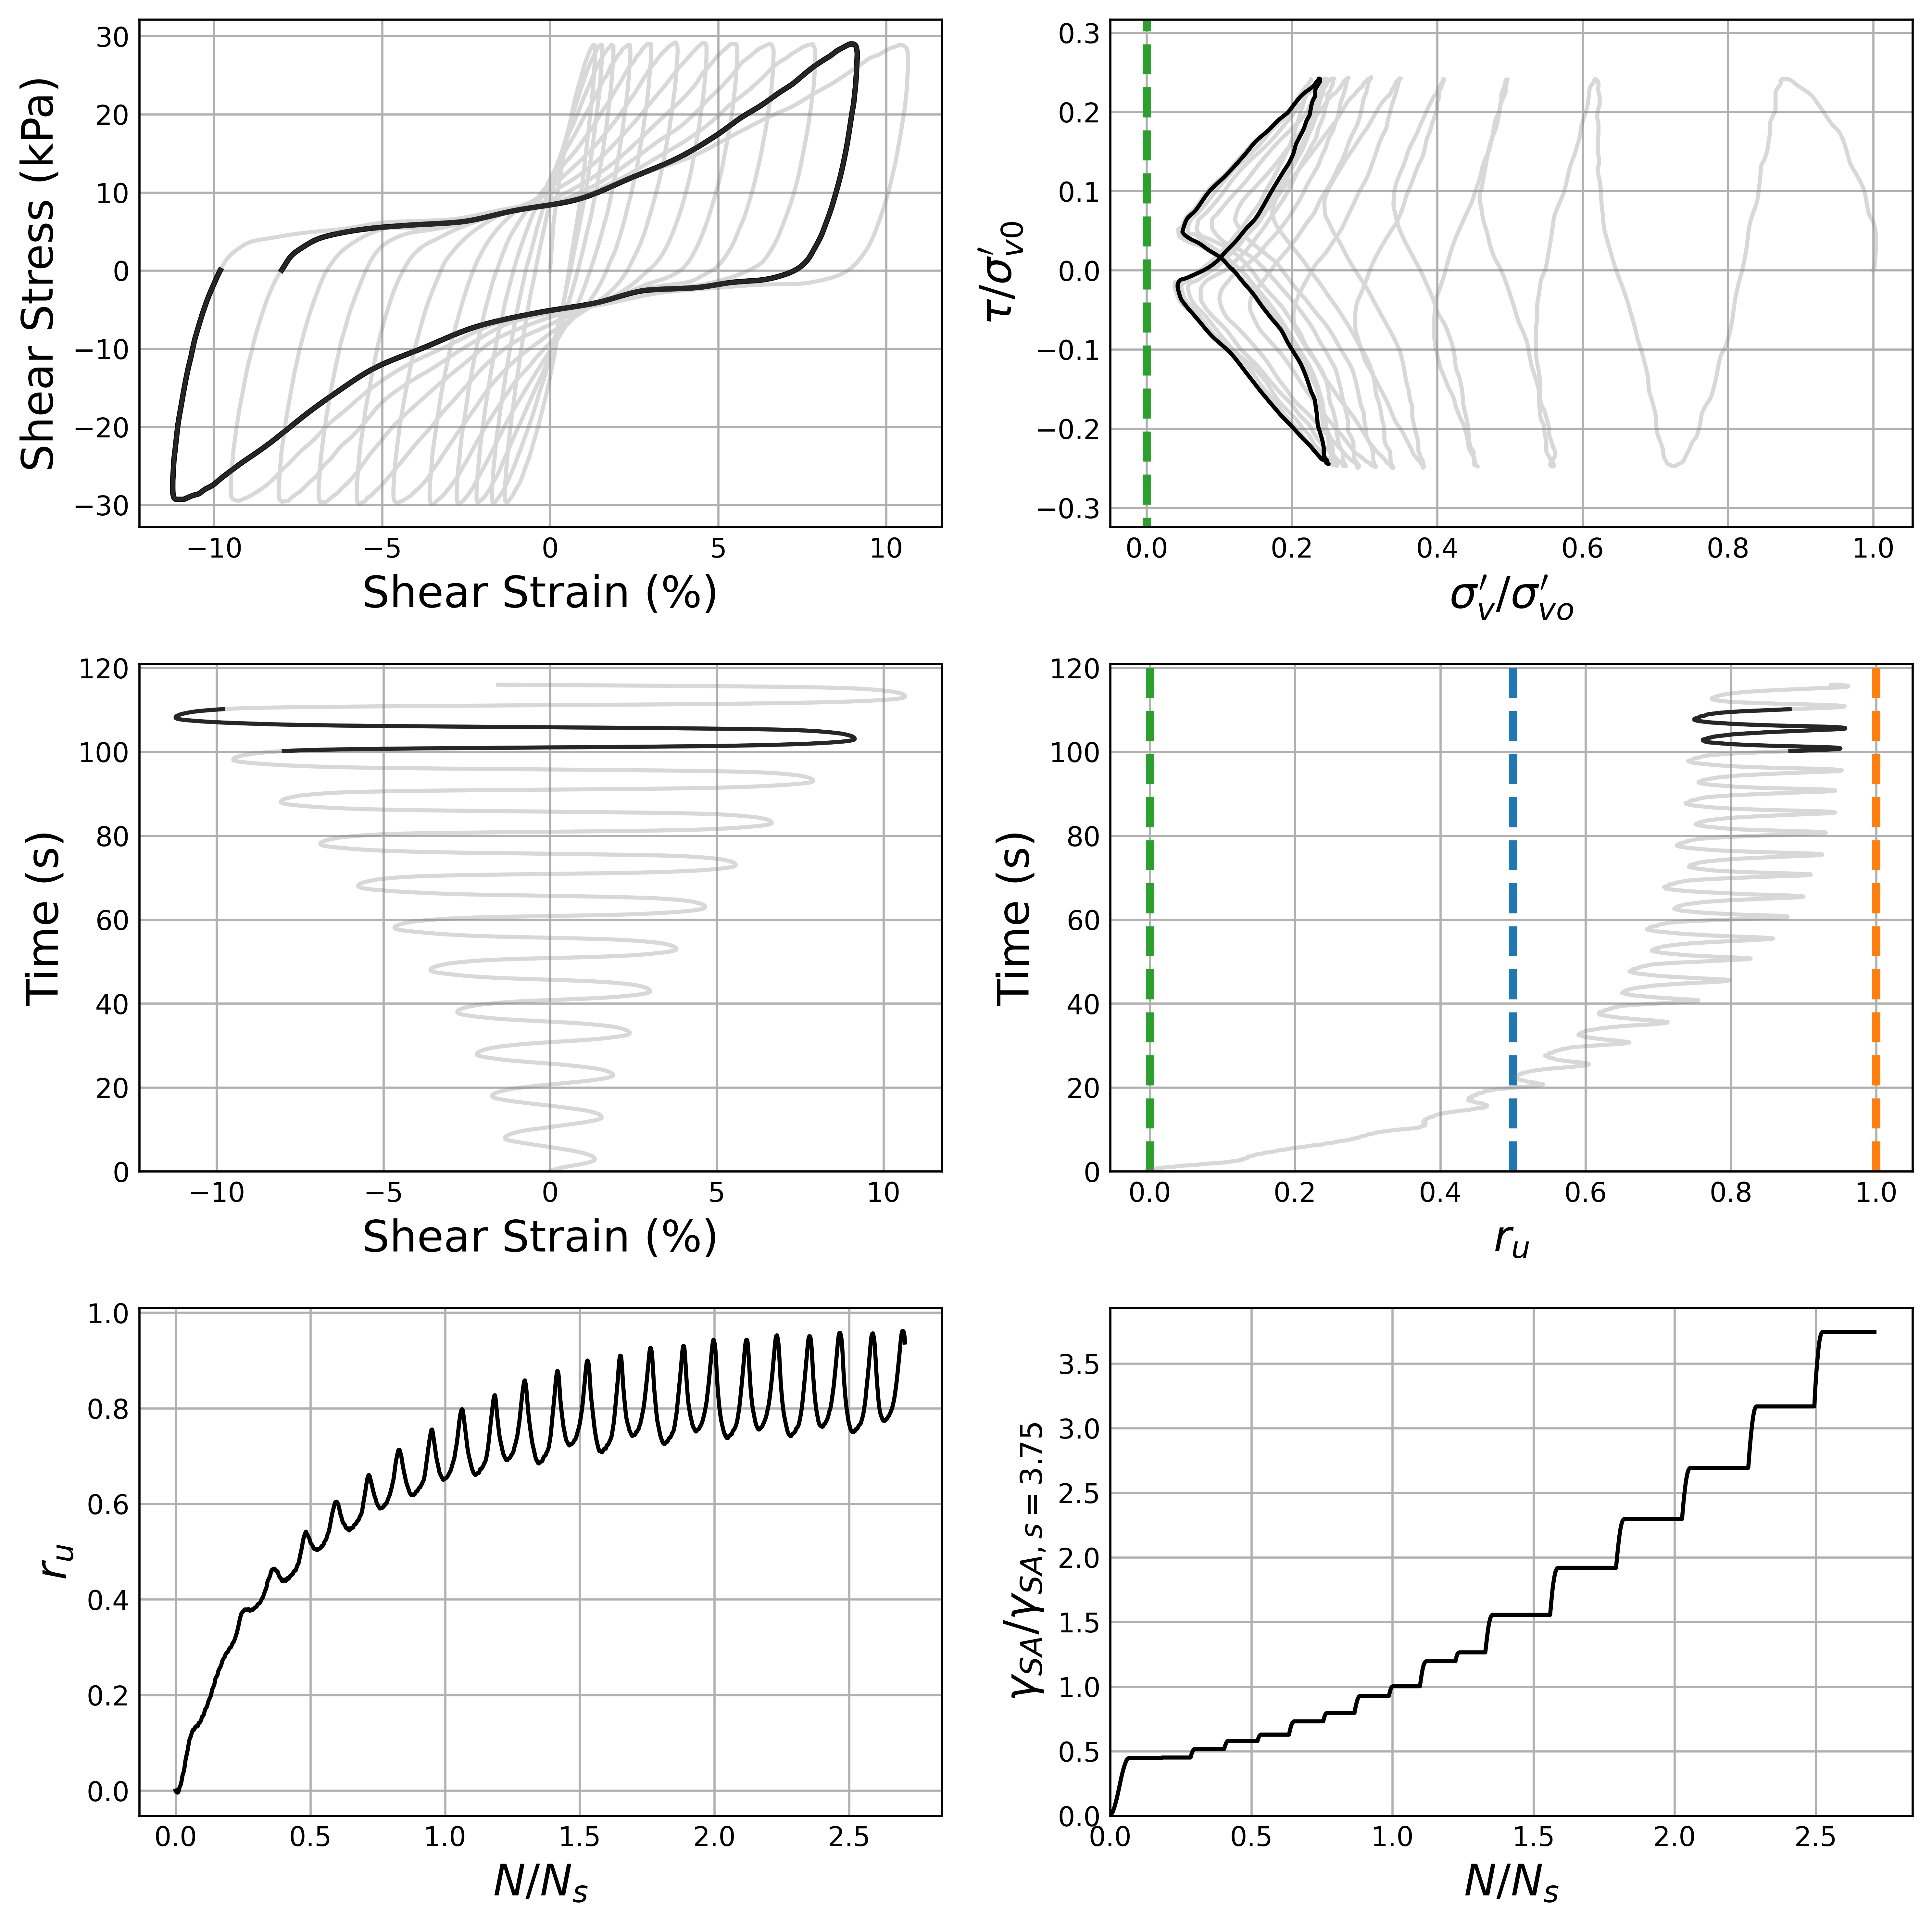 30
20
10
0
−10
−20
−30
Shear Stress (kPa)
−10 −5 0 5 10
Shear Strain (%)
0.3
0.2
0.1
0.0
−0.1
−0.2
−0.3
τ/σ′v0
0.0 0.2 0.4 0.6 0.8 1.0
σ′v/σ′vo
120
100
80
60
40
20
0
Time (s)
−10 −5 0 5 10
Shear Strain (%)
120
100
80
60
40
20
0
Time (s)
0.0 0.2 0.4 0.6 0.8 1.0
ru
1.0
0.8
0.6
0.4
0.2
0.0
ru
0.0 0.5 1.0 1.5 2.0 2.5
N/Ns
3.5
3.0
2.5
2.0
1.5
1.0
0.5
0.0
γSA/γSA, s = 3.75
0.0 0.5 1.0 1.5 2.0 2.5
N/Ns